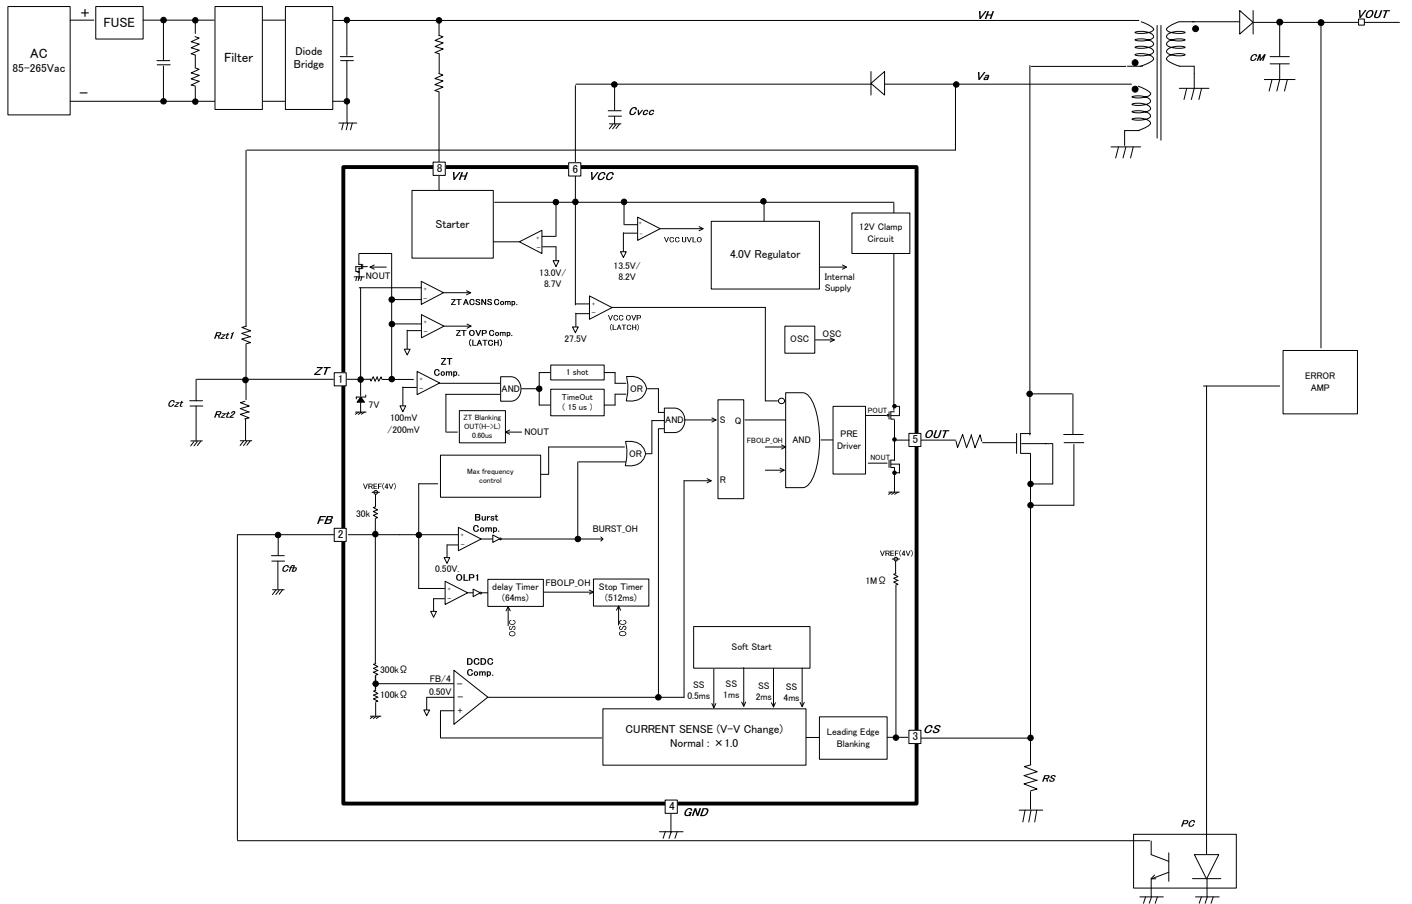 AC
85-265Vac
+
−
FUSE
Filter
Diode
Bridge
VH
VOUT
CM
Va
Cvcc
8
VH
6
VCC
Starter
13.0V/
8.7V
13.5V/
8.2V
VCC UVLO
4.0V Regulator
Internal
Supply
12V Clamp
Circuit
NOUT
ZT ACSNS Comp.
ZT OVP Comp.
(LATCH)
VCC OVP
(LATCH)
27.5V
OSC
OSC
Rzt1
ZT
1
Czt
Rzt2
7V
ZT
Comp.
100mV
/200mV
AND
1 shot
TimeOut
( 15 us )
OR
ZT Blanking
OUT(H->L)
0.60us
NOUT
AND
OR
Max frequency
control
S
Q
R
FBOLP_OH
AND
PRE
Driver
POUT
NOUT
5
OUT
ERROR
AMP
VREF(4V)
30k
FB
2
Cfb
Burst
Comp.
0.50V.
BURST_OH
OLP1
delay Timer
(64ms)
FBOLP_OH
Stop Timer
(512ms)
OSC
OSC
VREF(4V)
1MΩ
Soft Start
SS
0.5ms
SS
1ms
SS
2ms
SS
4ms
300kΩ
100kΩ
FB/4
0.50V
DCDC
Comp.
−
−
+
CURRENT SENSE (V-V Change)
Normal : ×1.0
Leading Edge
Blanking
3
CS
RS
4
GND
PC